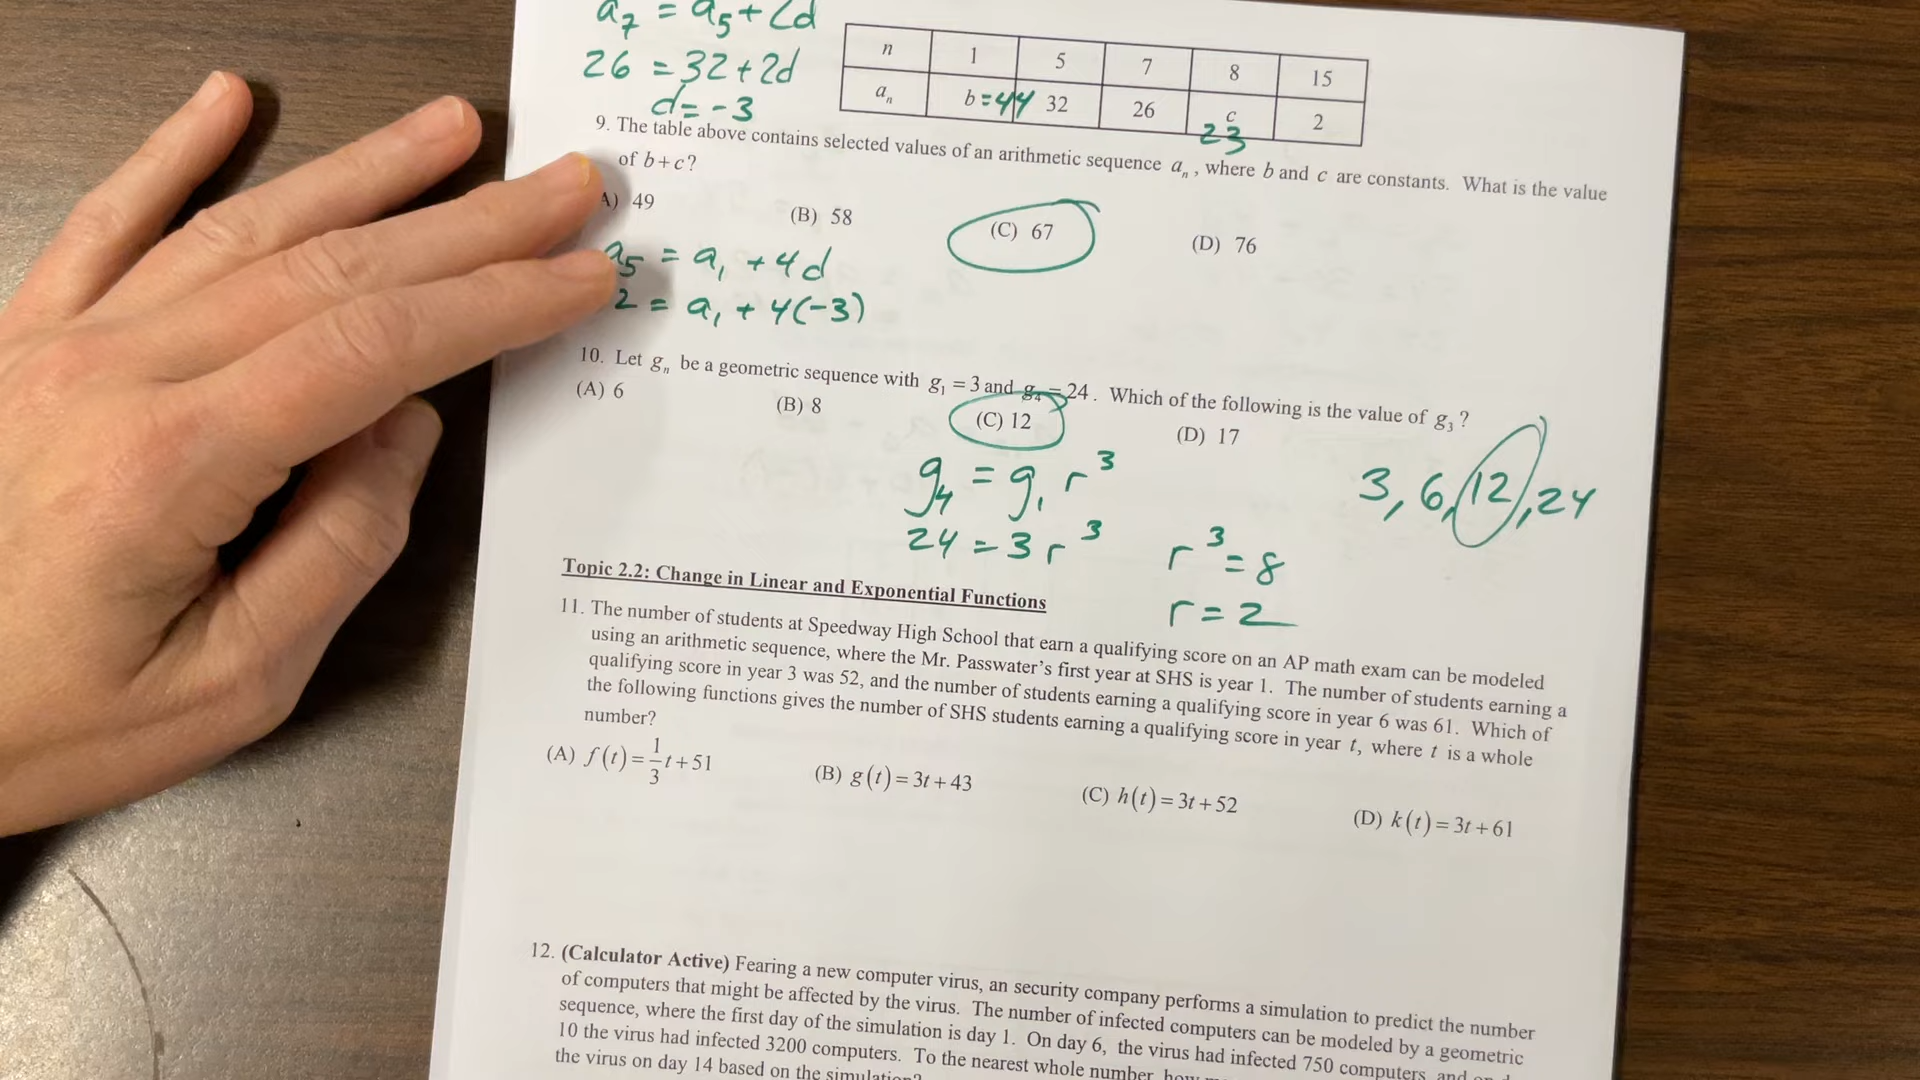 a₇ = a₅ + 2d
26 = 32 + 2d
d = -3
n 1 5 7 8 15
aₙ b = 44 32 26 c 2
23
9. The table above contains selected values of an arithmetic sequence aₙ, where b and c are constants. What is the value
of b + c?
A) 49 (B) 58 (C) 67 (D) 76
a₅ = a₁ + 4d
2 = a₁ + 4(-3)
10. Let gₙ be a geometric sequence with g₁ = 3 and g₄ = 24. Which of the following is the value of g₃?
(A) 6 (B) 8 (C) 12 (D) 17
g₄ = g₁ r³
24 = 3r³
r³ = 8
r = 2
3, 6, 12, 24
Topic 2.2: Change in Linear and Exponential Functions
11. The number of students at Speedway High School that earn a qualifying score on an AP math exam can be modeled
using an arithmetic sequence, where the Mr. Passwater's first year at SHS is year 1. The number of students earning a
qualifying score in year 3 was 52, and the number of students earning a qualifying score in year 6 was 61. Which of
the following functions gives the number of SHS students earning a qualifying score in year t, where t is a whole
number?
(A) f(t) = 1/3 t + 51 (B) g(t) = 3t + 43 (C) h(t) = 3t + 52 (D) k(t) = 3t + 61
12. (Calculator Active) Fearing a new computer virus, an security company performs a simulation to predict the number
of computers that might be affected by the virus. The number of infected computers can be modeled by a geometric
sequence, where the first day of the simulation is day 1. On day 6, the virus had infected 750 computers, and on d
10 the virus had infected 3200 computers. To the nearest whole number, how
the virus on day 14 based on the simulation?